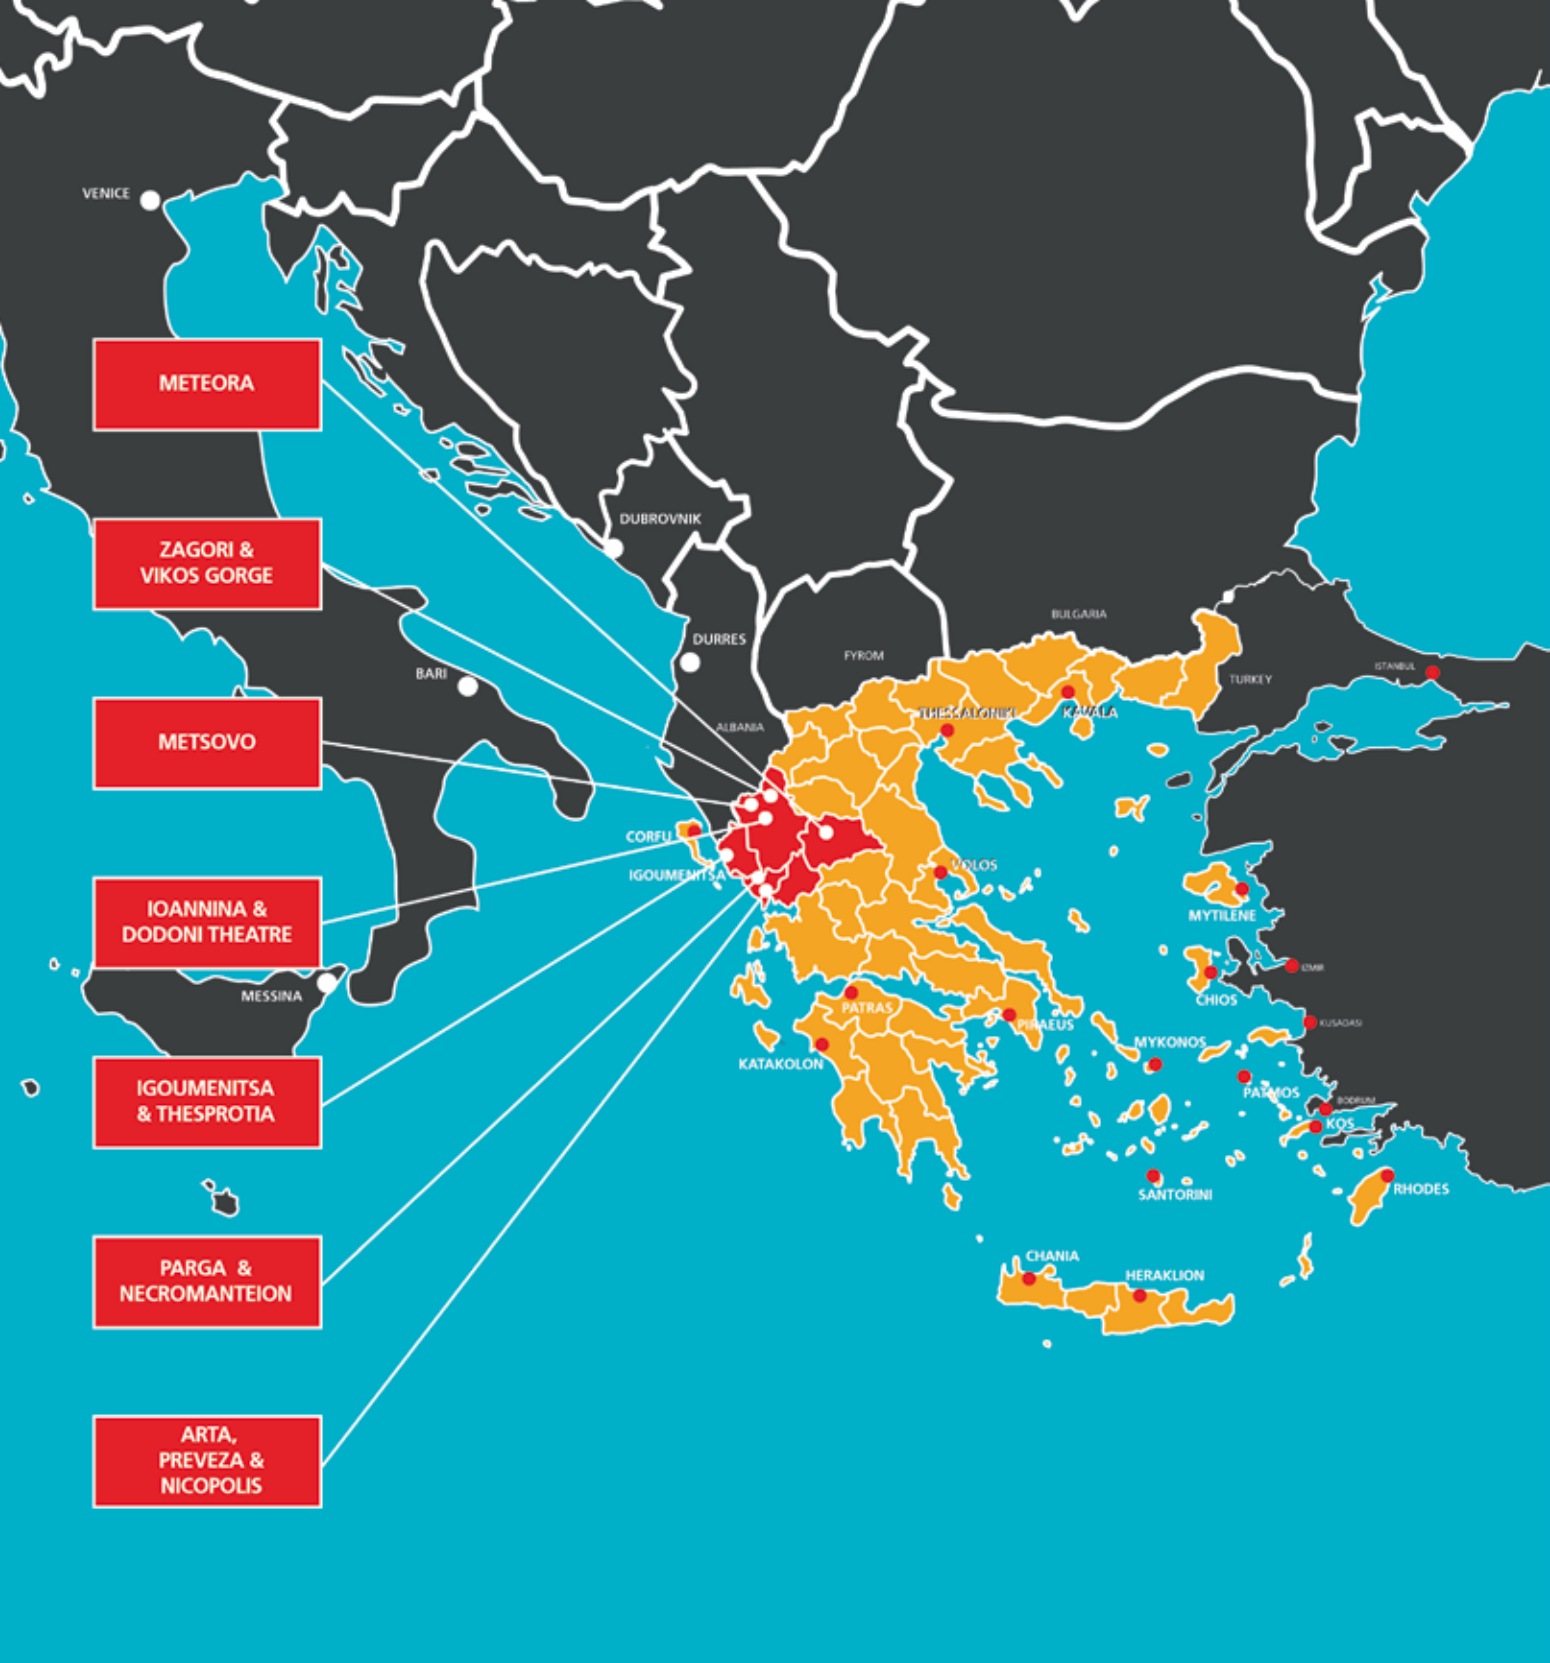 VENICE
METEORA
ZAGORI &
VIKOS GORGE
DUBROVNIK
BULGARIA
DURRES
FYROM
BARI
ISTANBUL
TURKEY
THESSALONIKI
KAVALA
ALBANIA
METSOVO
CORFU
IGOUMENITSA
VOLOS
IOANNINA &
DODONI THEATRE
MYTILENE
IZMIR
MESSINA
CHIOS
PATRAS
PIRAEUS
KUSADASI
MYKONOS
KATAKOLON
IGOUMENITSA
& THESPROTIA
PATMOS
BODRUM
KOS
SANTORINI
RHODES
PARGA &
NECROMANTEION
CHANIA
HERAKLION
ARTA,
PREVEZA &
NICOPOLIS